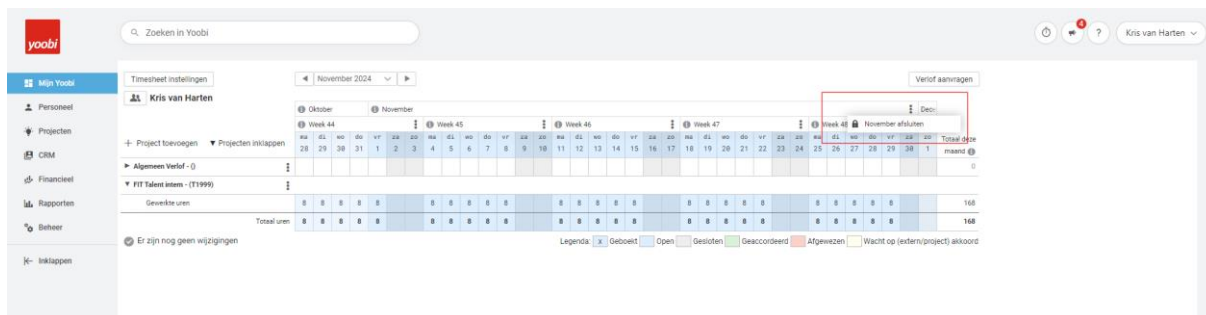 yoobi
Zoeken in Yoobi
4
?
Kris van Harten
Mijn Yoobi
Personeel
Projecten
CRM
Financieel
Rapporten
Beheer
Inklappen
Timesheet instellingen
November 2024
Verlof aanvragen
Kris van Harten
Oktober November Dec
Week 44 Week 45 Week 46 Week 47 Week 48
November afsluiten
+ Project toevoegen ▼ Projecten inklappen
ma di wo do vr za zo ma di wo do vr za zo ma di wo do vr za zo ma di wo do vr za zo ma di wo do vr za zo Totaal deze
28 29 30 31 1 2 3 4 5 6 7 8 9 10 11 12 13 14 15 16 17 18 19 20 21 22 23 24 25 26 27 28 29 30 1 maand
Algemeen Verlof - () 0
FIT Talent intern - (T1999)
Gewerkte uren 8 8 8 8 8 8 8 8 8 8 8 8 8 8 8 8 8 8 8 8 8 8 8 8 8 168
Totaal uren 8 8 8 8 8 8 8 8 8 8 8 8 8 8 8 8 8 8 8 8 8 8 8 8 8 168
Er zijn nog geen wijzigingen
Legenda: x Geboekt Open Gesloten Geaccordeerd Afgewezen Wacht op (extern/project) akkoord